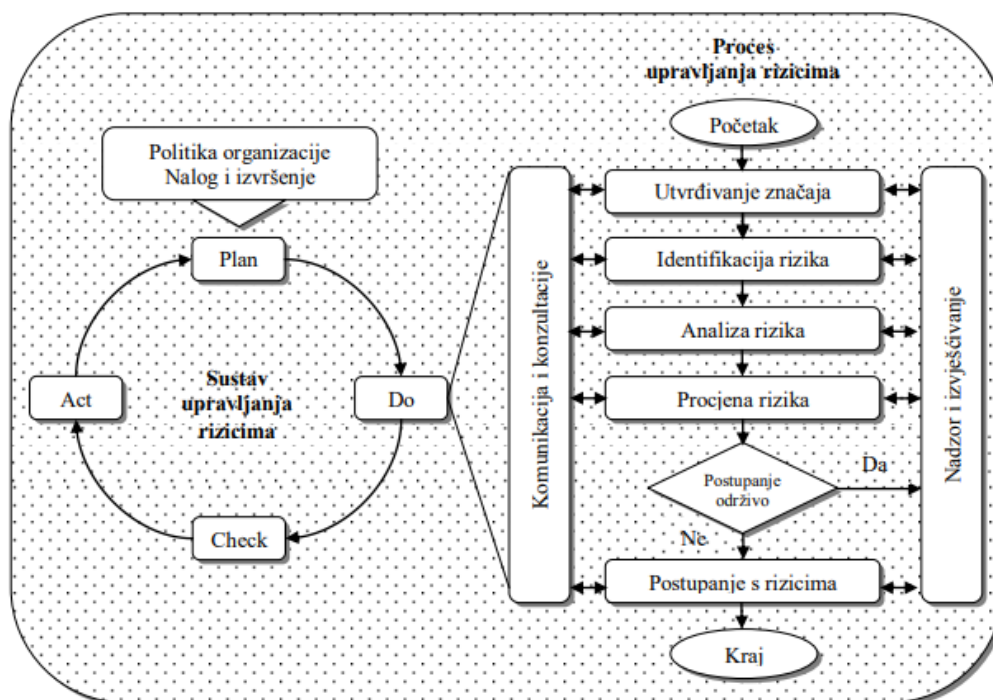 Proces
upravljanja rizicima
Početak
Politika organizacije
Nalog i izvršenje
Plan
Act
Sustav
upravljanja
rizicima
Do
Check
Komunikacija i konzultacije
Utvrđivanje značaja
Identifikacija rizika
Analiza rizika
Procjena rizika
Postupanje
održivo
Da
Ne
Postupanje s rizicima
Kraj
Nadzor i izvješćivanje